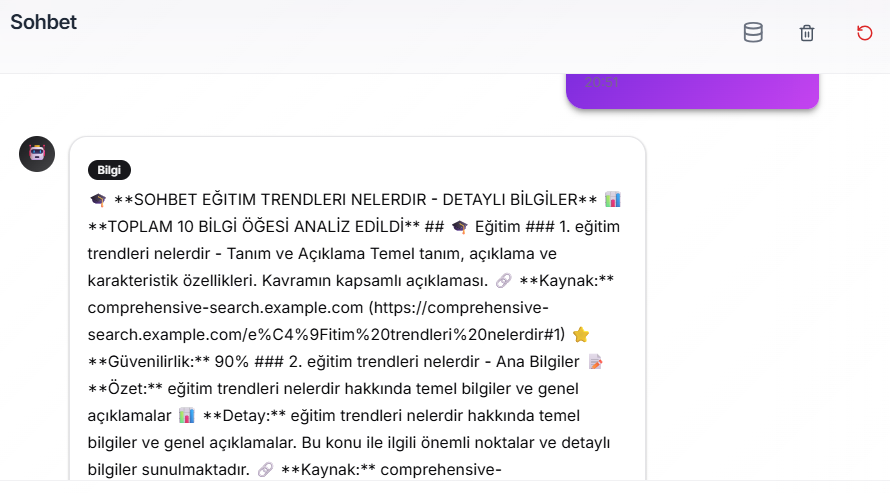 Sohbet
20:51
Bilgi
🎓 **SOHBET EĞITIM TRENDLERI NELERDIR - DETAYLI BİLGİLER** 📊
**TOPLAM 10 BİLGİ ÖĞESİ ANALİZ EDİLDİ** ## 🎓 Eğitim ### 1. eğitim
trendleri nelerdir - Tanım ve Açıklama Temel tanım, açıklama ve
karakteristik özellikleri. Kavramın kapsamlı açıklaması. 🔗 **Kaynak:**
comprehensive-search.example.com (https://comprehensive-
search.example.com/e%C4%9Fitim%20trendleri%20nelerdir#1) ⭐
**Güvenilirlik:** 90% ### 2. eğitim trendleri nelerdir - Ana Bilgiler 📝
**Özet:** eğitim trendleri nelerdir hakkında temel bilgiler ve genel
açıklamalar 📊 **Detay:** eğitim trendleri nelerdir hakkında temel
bilgiler ve genel açıklamalar. Bu konu ile ilgili önemli noktalar ve detaylı
bilgiler sunulmaktadır. 🔗 **Kaynak:** comprehensive-